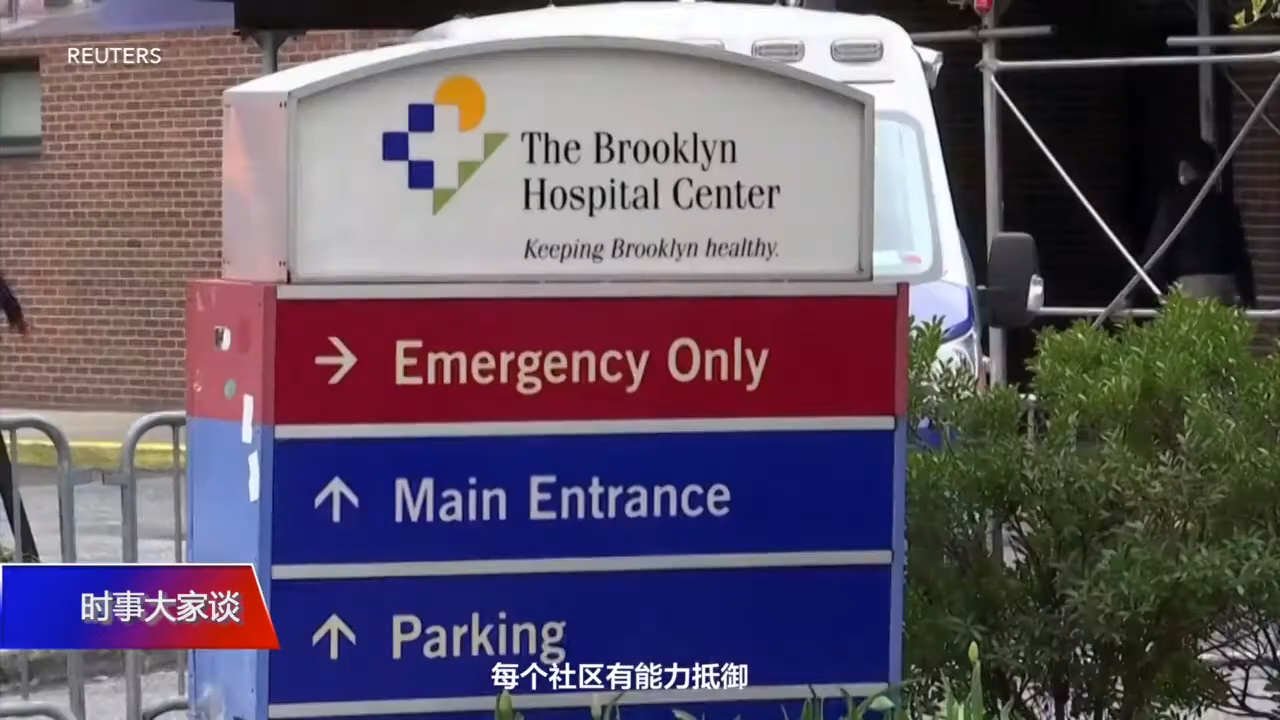 REUTERS
The Brooklyn
Hospital Center
Keeping Brooklyn healthy.
→ Emergency Only
↑ Main Entrance
↑ Parking
时事大家谈
每个社区有能力抵御